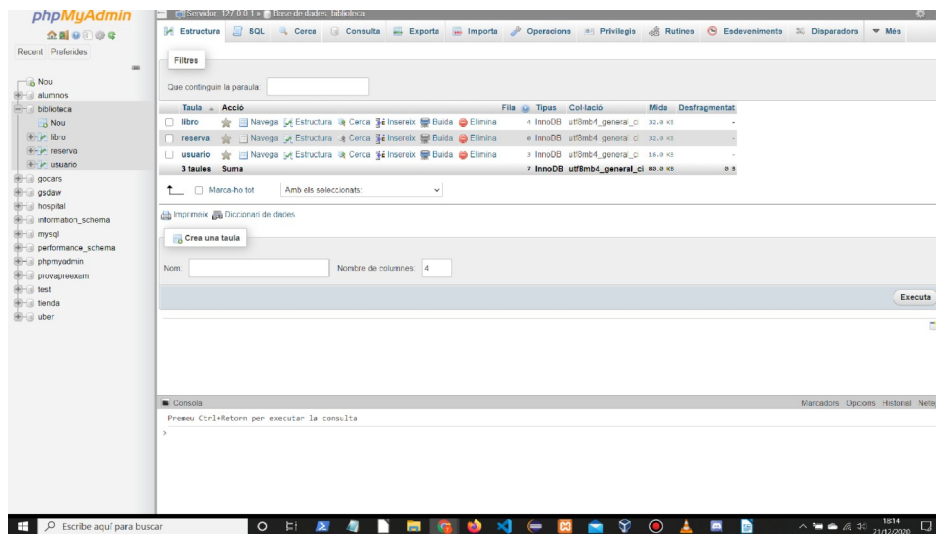 phpMyAdmin
Recent Preferides
Nou
alumnos
biblioteca
Nou
libro
reserva
usuario
gocars
gsdaw
hospital
information_schema
mysql
performance_schema
phpmyadmin
provapreexam
test
tienda
uber
Servidor: 127.0.0.1 » Base de dades: biblioteca
Estructura SQL Cerca Consulta Exporta Importa Operacions Privilegis Rutines Esdeveniments Disparadors Més
Filtres
Que continguin la paraula:
Taula Acció Fila Tipus Col·lació Mida Desfragmentat
libro Navega Estructura Cerca Insereix Buida Elimina 4 InnoDB utf8mb4_general_ci 32.0 KB -
reserva Navega Estructura Cerca Insereix Buida Elimina 0 InnoDB utf8mb4_general_ci 32.0 KB -
usuario Navega Estructura Cerca Insereix Buida Elimina 3 InnoDB utf8mb4_general_ci 16.0 KB -
3 taules Suma 7 InnoDB utf8mb4_general_ci 80.0 KB 0 B
Marca-ho tot Amb els seleccionats:
Imprimeix Diccionari de dades
Crea una taula
Nom: Nombre de columnes: 4
Executa
Consola Marcadors Opcions Historial
Premeu Ctrl+Retorn per executar la consulta
>
Escribe aquí para buscar
18:14
21/12/2020